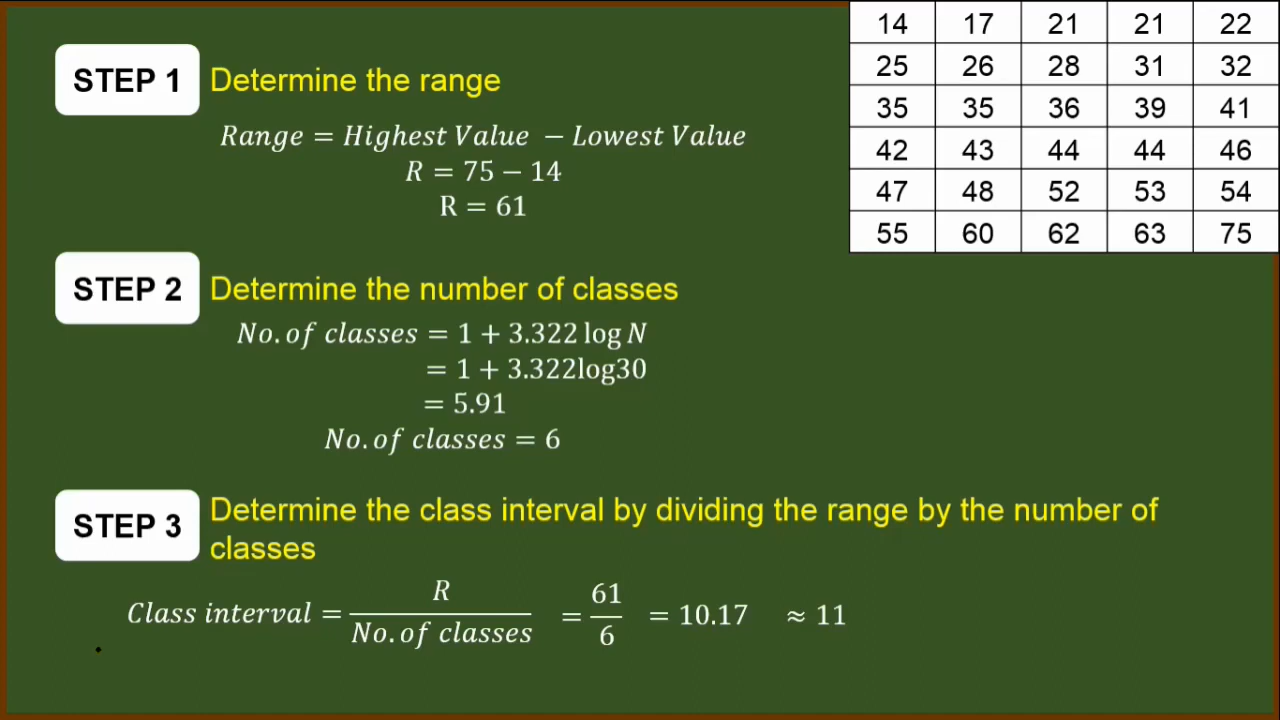 STEP 1 Determine the range
Range = Highest Value − Lowest Value
R = 75 − 14
R = 61
14 17 21 21 22
25 26 28 31 32
35 35 36 39 41
42 43 44 44 46
47 48 52 53 54
55 60 62 63 75
STEP 2 Determine the number of classes
No. of classes = 1 + 3.322 log N
= 1 + 3.322log30
= 5.91
No. of classes = 6
STEP 3 Determine the class interval by dividing the range by the number of
classes
Class interval = R / No. of classes = 61 / 6 = 10.17 ≈ 11